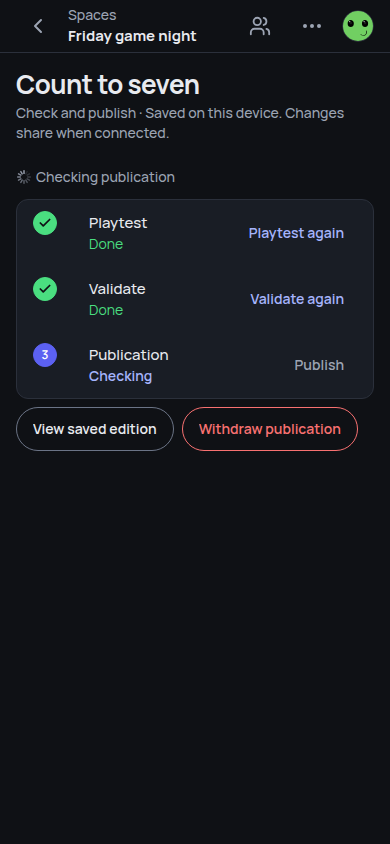 Spaces
Friday game night
Count to seven
Check and publish · Saved on this device. Changes
share when connected.
Checking publication
Playtest
Done
Playtest again
Validate
Done
Validate again
3
Publication
Checking
Publish
View saved edition
Withdraw publication